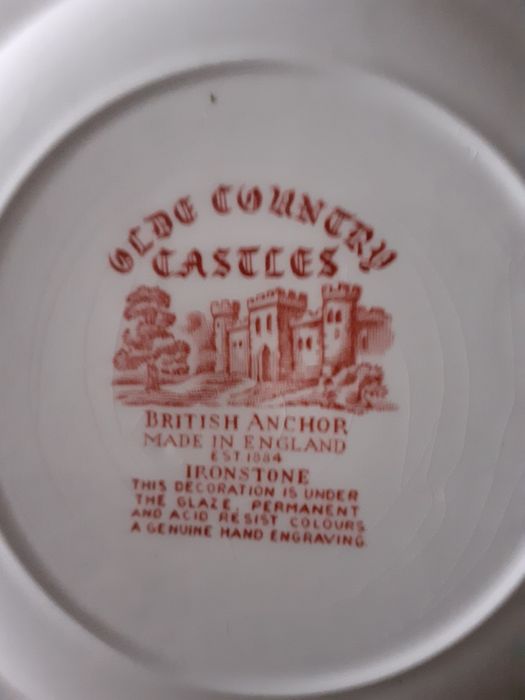 OLDE COUNTRY
CASTLES
BRITISH ANCHOR
MADE IN ENGLAND
EST 1884
IRONSTONE
THIS DECORATION IS UNDER
THE GLAZE, PERMANENT
AND ACID RESIST COLOURS
A GENUINE HAND ENGRAVING